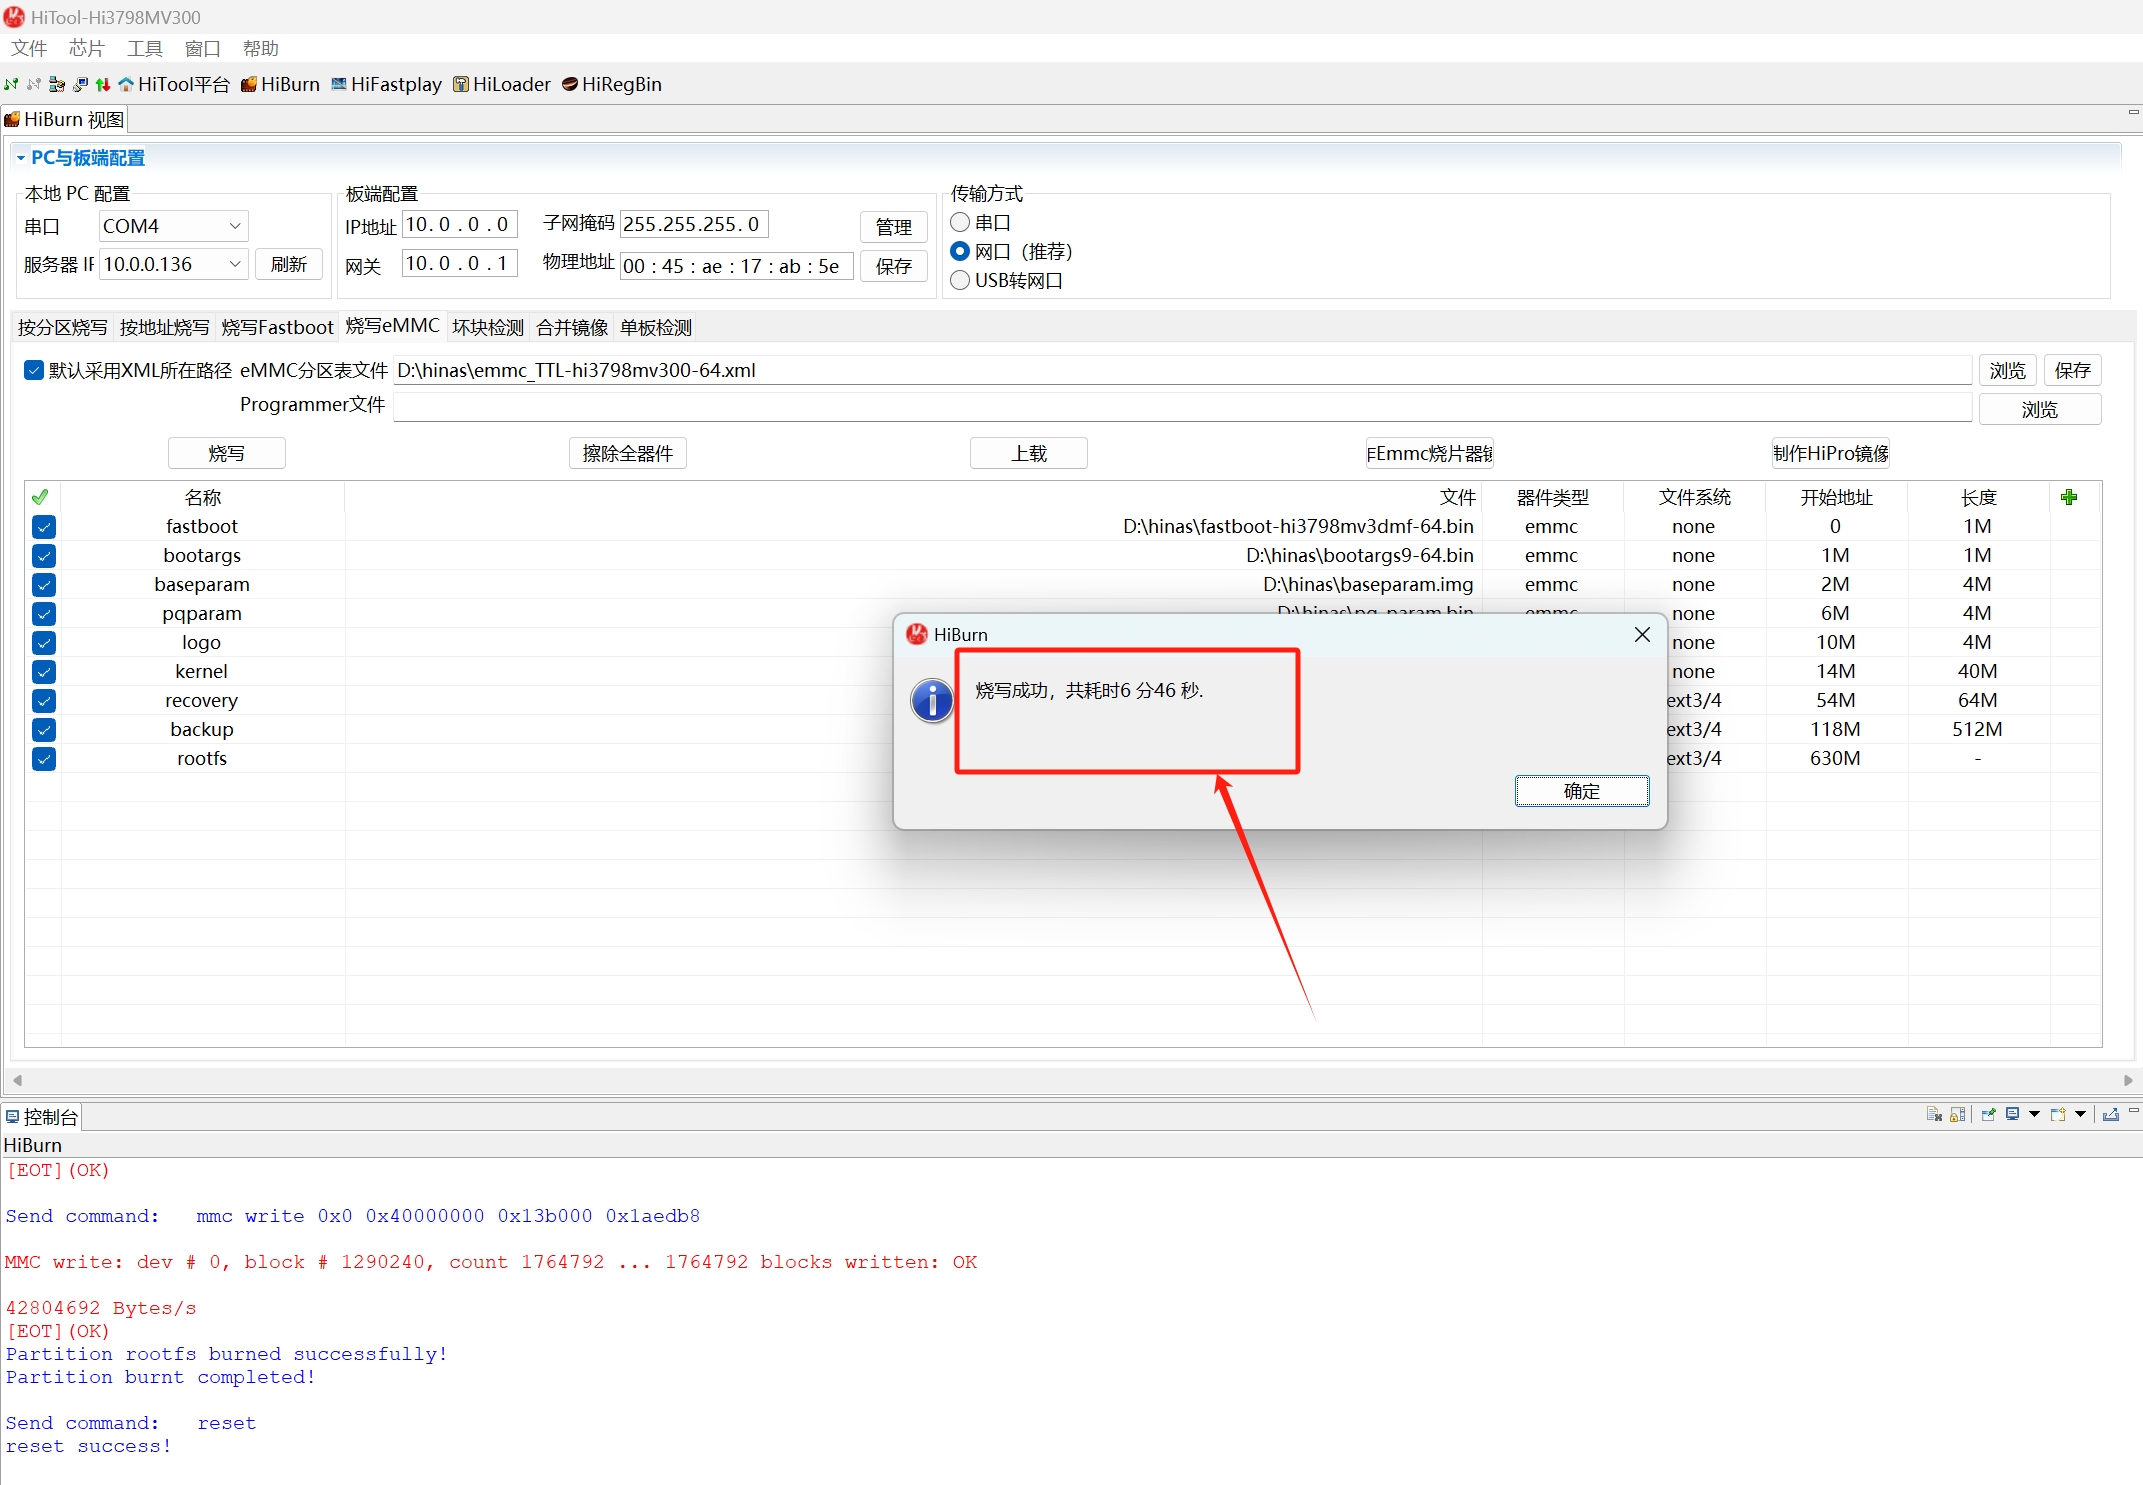 HiTool-Hi3798MV300
文件 芯片 工具 窗口 帮助
HiTool平台 HiBurn HiFastplay HiLoader HiRegBin
HiBurn 视图
PC与板端配置
本地 PC 配置
串口 COM4
服务器 IF 10.0.0.136 刷新
板端配置
IP地址 10. 0 . 0 . 0 子网掩码 255.255.255. 0 管理
网关 10. 0 . 0 . 1 物理地址 00 : 45 : ae : 17 : ab : 5e 保存
传输方式
串口
网口（推荐）
USB转网口
按分区烧写 按地址烧写 烧写Fastboot 烧写eMMC 坏块检测 合并镜像 单板检测
默认采用XML所在路径 eMMC分区表文件 D:\hinas\emmc_TTL-hi3798mv300-64.xml 浏览 保存
Programmer文件 浏览
烧写 擦除全器件 上载 Emmc烧片器 制作HiPro镜像
名称 文件 器件类型 文件系统 开始地址 长度
fastboot D:\hinas\fastboot-hi3798mv3dmf-64.bin emmc none 0 1M
bootargs D:\hinas\bootargs9-64.bin emmc none 1M 1M
baseparam D:\hinas\baseparam.img emmc none 2M 4M
pqparam D:\hinas\pq_param.bin emmc none 6M 4M
logo none 10M 4M
kernel none 14M 40M
recovery ext3/4 54M 64M
backup ext3/4 118M 512M
rootfs ext3/4 630M -
HiBurn
烧写成功，共耗时6 分46 秒.
确定
控制台
HiBurn
[EOT](OK)
Send command: mmc write 0x0 0x40000000 0x13b000 0x1aedb8
MMC write: dev # 0, block # 1290240, count 1764792 ... 1764792 blocks written: OK
42804692 Bytes/s
[EOT](OK)
Partition rootfs burned successfully!
Partition burnt completed!
Send command: reset
reset success!